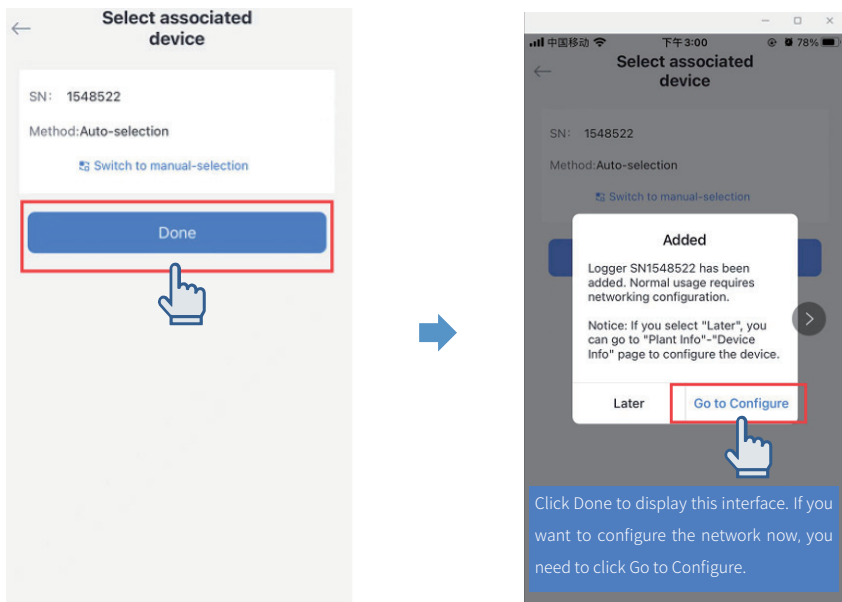 Select associated
device
SN: 1548522
Method:Auto-selection
Switch to manual-selection
Done
中国移动
下午3:00
78%
Select associated
device
SN: 1548522
Method:Auto-selection
Switch to manual-selection
Added
Logger SN1548522 has been
added. Normal usage requires
networking configuration.
Notice: If you select "Later", you
can go to "Plant Info"-"Device
Info" page to configure the device.
Later
Go to Configure
Click Done to display this interface. If you
want to configure the network now, you
need to click Go to Configure.